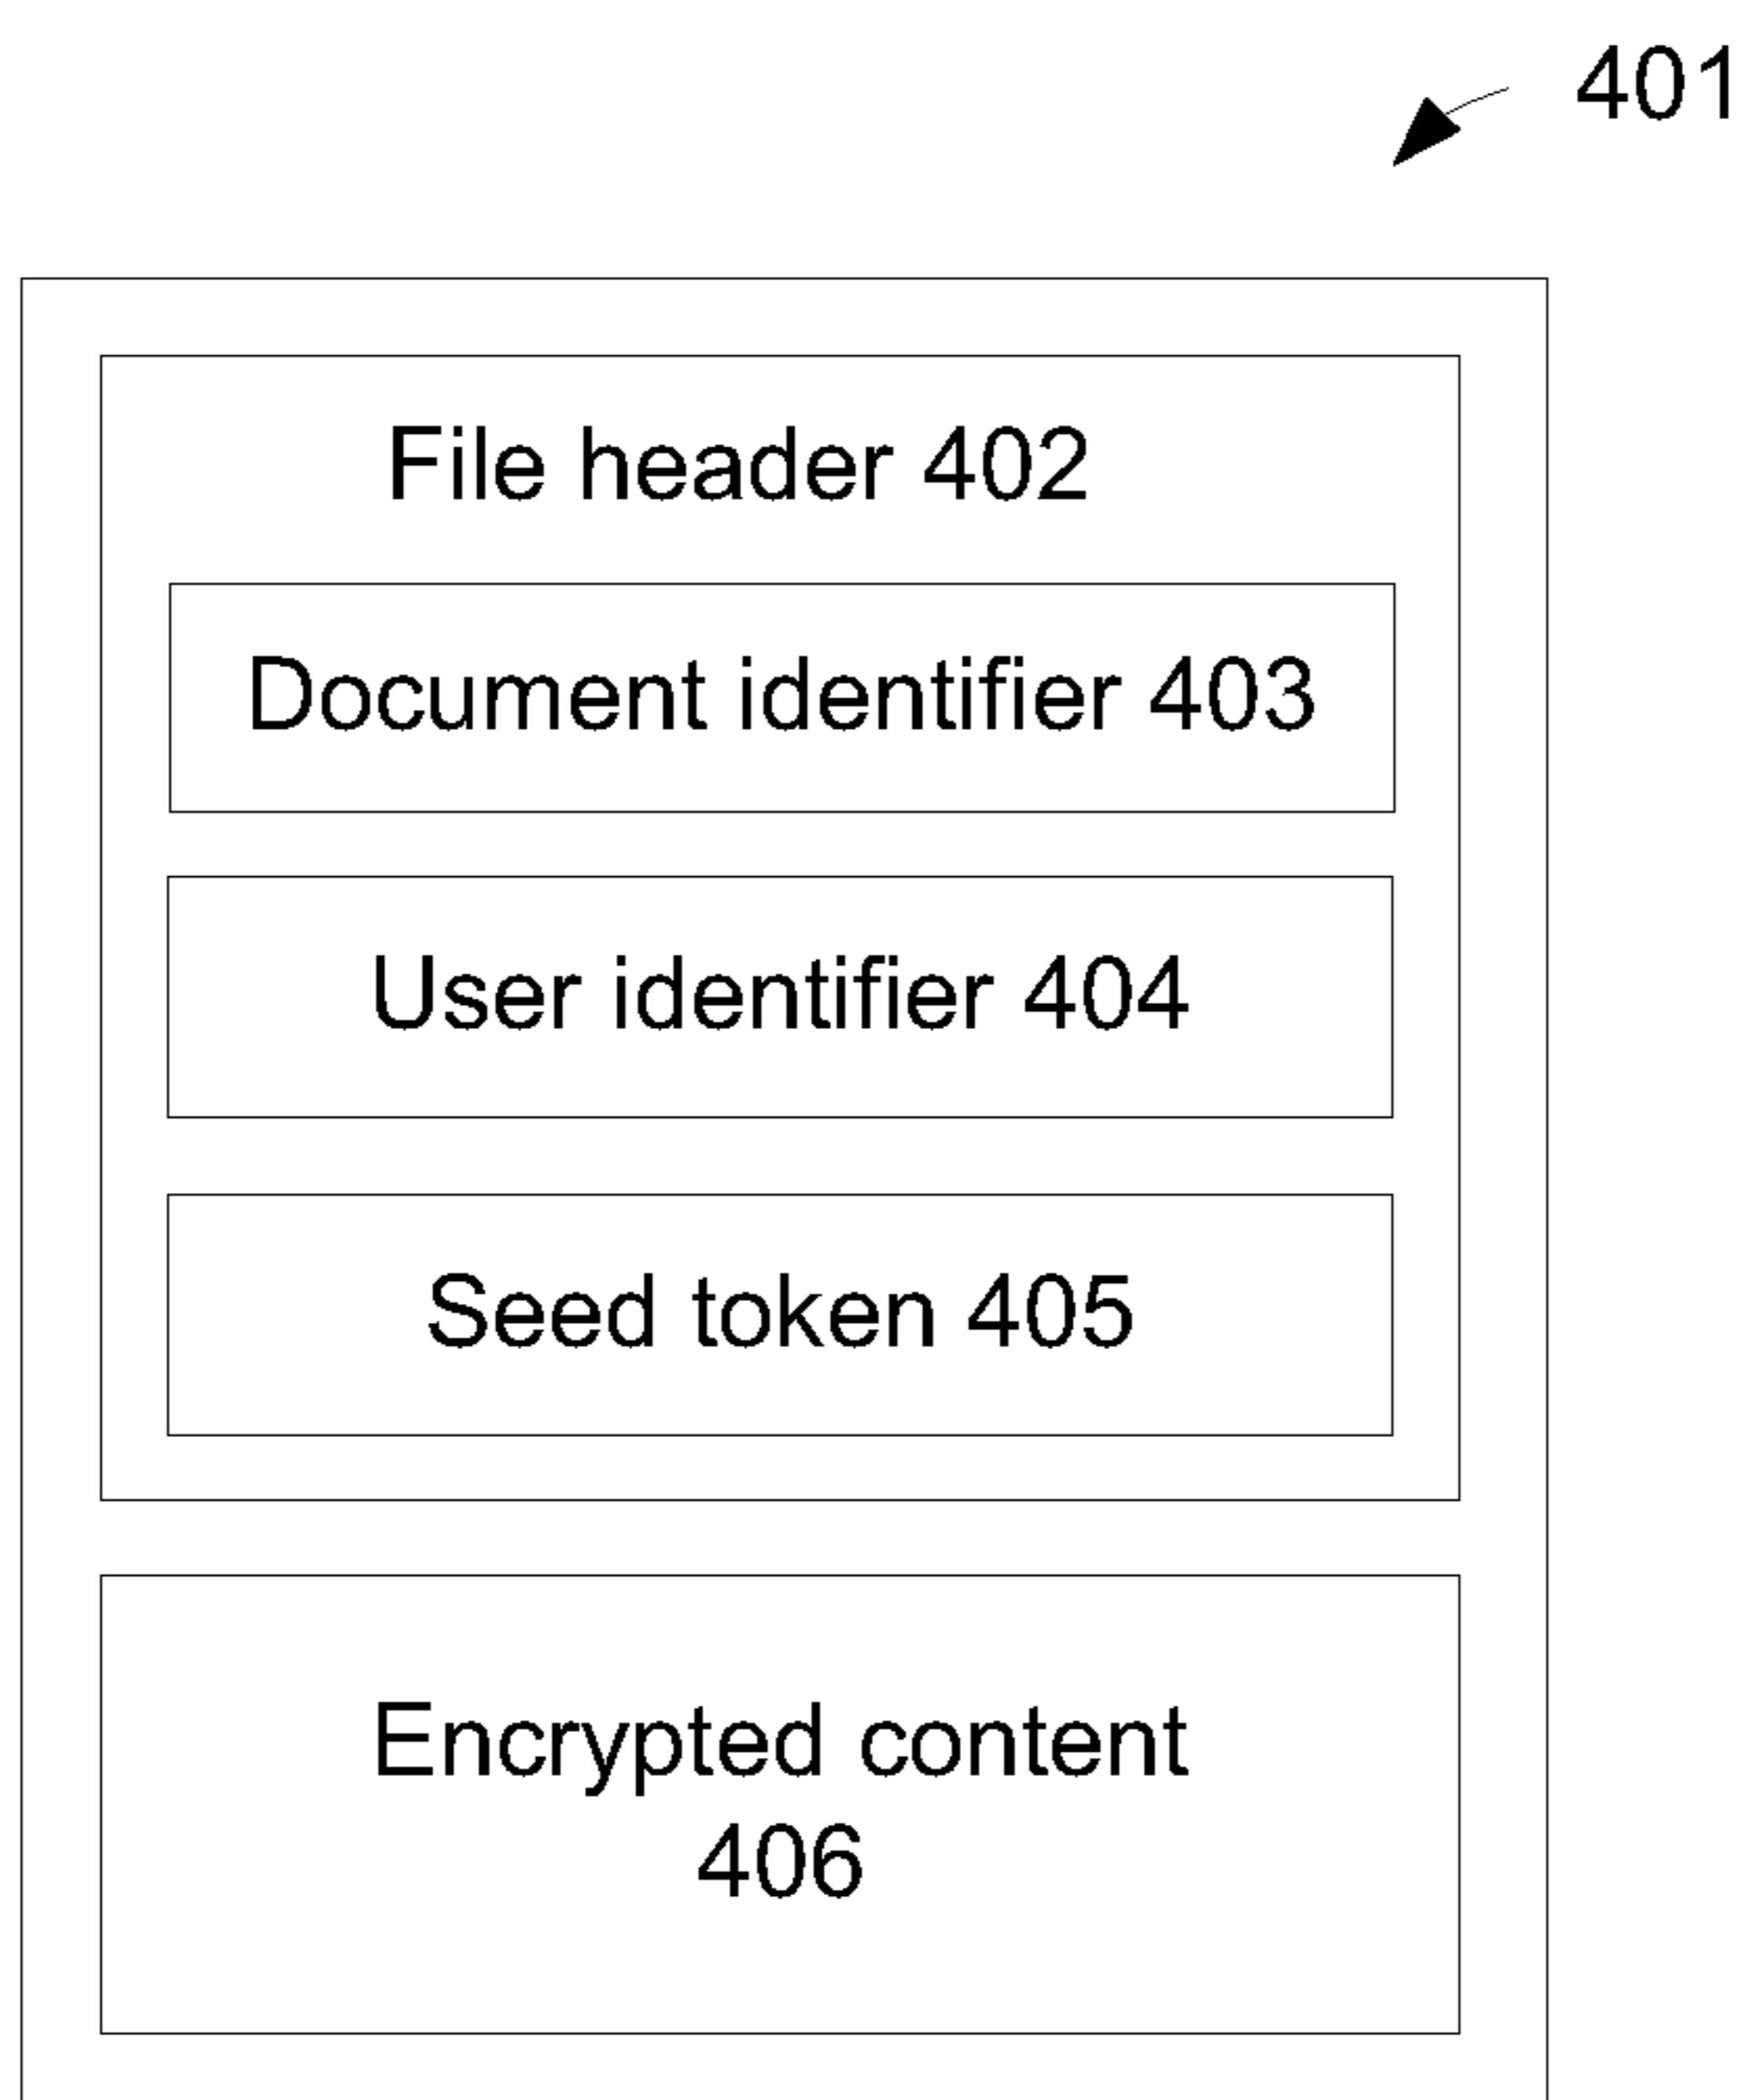 401
File header 402
Document identifier 403
User identifier 404
Seed token 405
Encrypted content
406